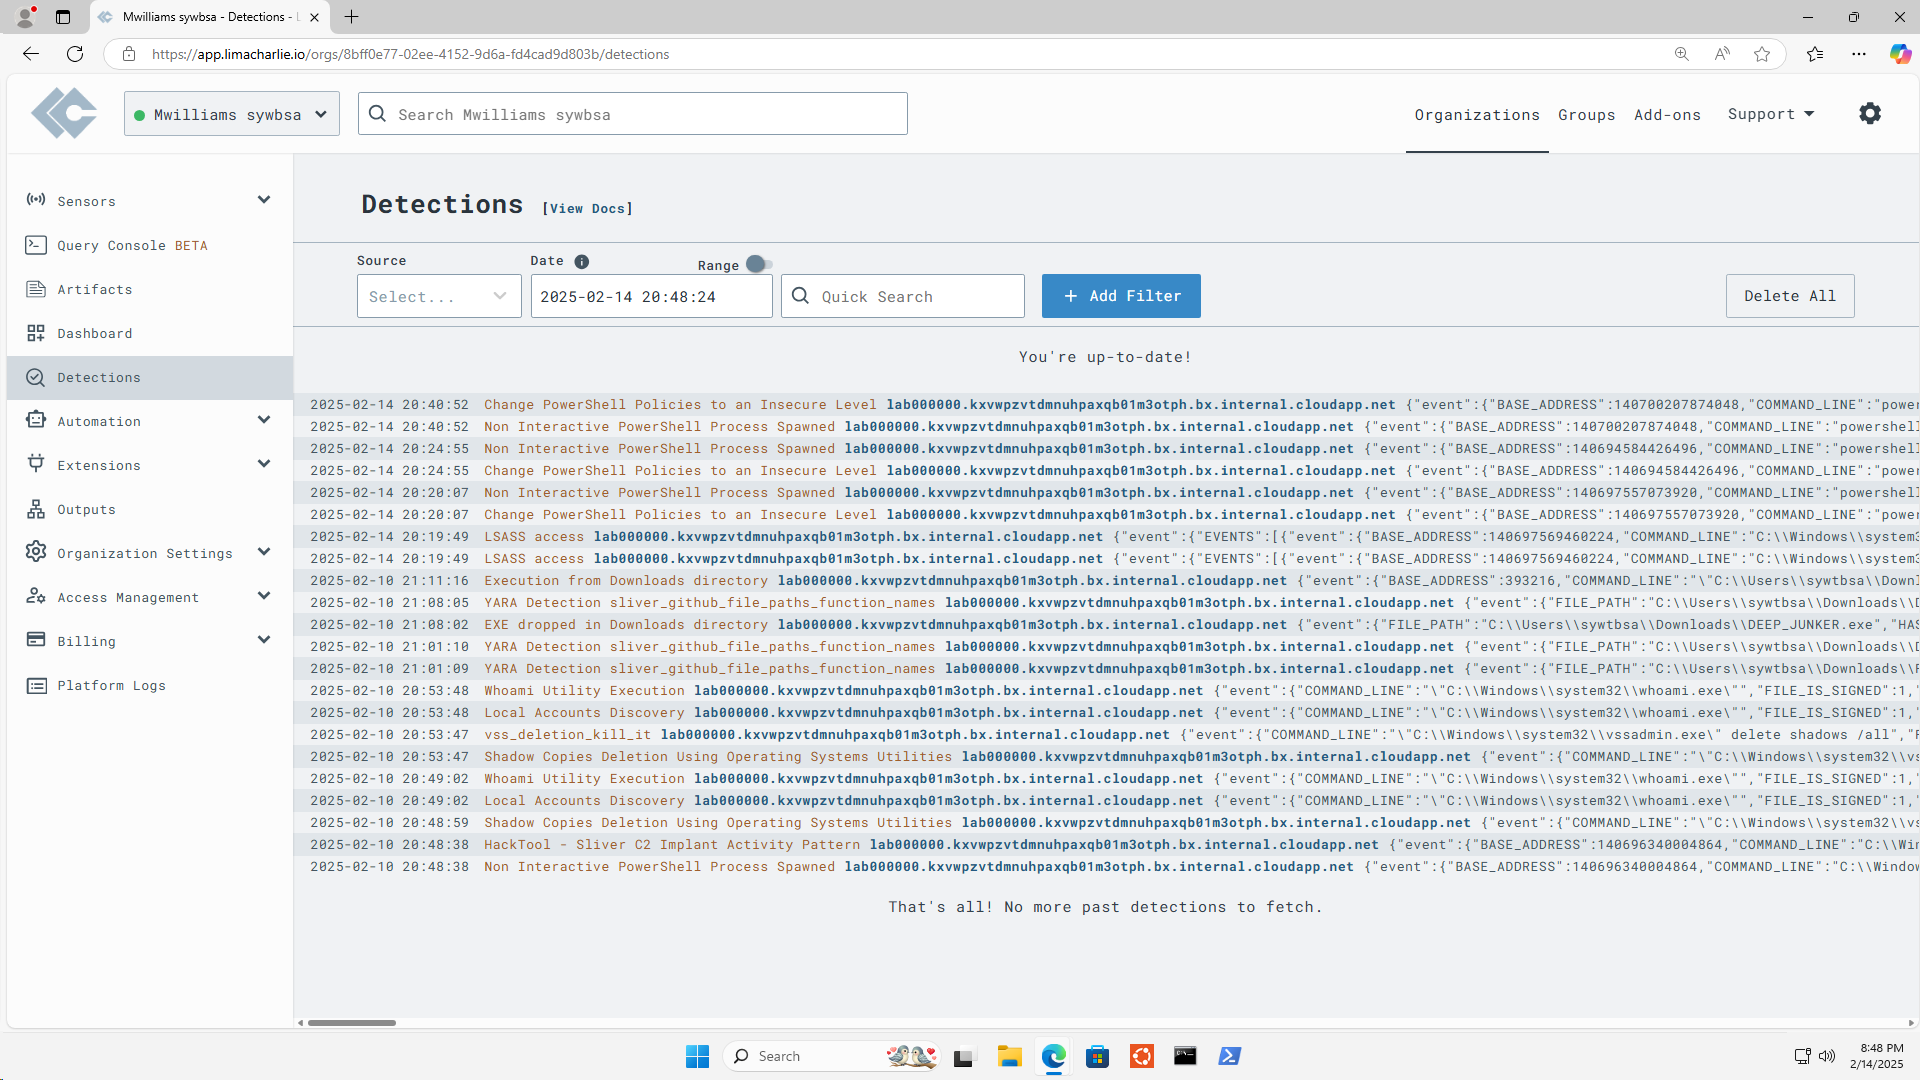 Mwilliams sywbsa - Detections - L
https://app.limacharlie.io/orgs/8bff0e77-02ee-4152-9d6a-fd4cad9d803b/detections
Mwilliams sywbsa
Search Mwilliams sywbsa
Organizations
Groups
Add-ons
Support
Sensors
Query Console BETA
Artifacts
Dashboard
Detections
Automation
Extensions
Outputs
Organization Settings
Access Management
Billing
Platform Logs
Detections [View Docs]
Source
Select...
Date
Range
2025-02-14 20:48:24
Quick Search
+ Add Filter
Delete All
You're up-to-date!
2025-02-14 20:40:52 Change PowerShell Policies to an Insecure Level lab000000.kxvwpzvtdmnuhpaxqb01m3otph.bx.internal.cloudapp.net {"event":{"BASE_ADDRESS":140700207874048,"COMMAND_LINE":"power
2025-02-14 20:40:52 Non Interactive PowerShell Process Spawned lab000000.kxvwpzvtdmnuhpaxqb01m3otph.bx.internal.cloudapp.net {"event":{"BASE_ADDRESS":140700207874048,"COMMAND_LINE":"powershell
2025-02-14 20:24:55 Non Interactive PowerShell Process Spawned lab000000.kxvwpzvtdmnuhpaxqb01m3otph.bx.internal.cloudapp.net {"event":{"BASE_ADDRESS":140694584426496,"COMMAND_LINE":"powershell
2025-02-14 20:24:55 Change PowerShell Policies to an Insecure Level lab000000.kxvwpzvtdmnuhpaxqb01m3otph.bx.internal.cloudapp.net {"event":{"BASE_ADDRESS":140694584426496,"COMMAND_LINE":"power
2025-02-14 20:20:07 Non Interactive PowerShell Process Spawned lab000000.kxvwpzvtdmnuhpaxqb01m3otph.bx.internal.cloudapp.net {"event":{"BASE_ADDRESS":140697557073920,"COMMAND_LINE":"powershell
2025-02-14 20:20:07 Change PowerShell Policies to an Insecure Level lab000000.kxvwpzvtdmnuhpaxqb01m3otph.bx.internal.cloudapp.net {"event":{"BASE_ADDRESS":140697557073920,"COMMAND_LINE":"power
2025-02-14 20:19:49 LSASS access lab000000.kxvwpzvtdmnuhpaxqb01m3otph.bx.internal.cloudapp.net {"event":{"EVENTS":[{"event":{"BASE_ADDRESS":140697569460224,"COMMAND_LINE":"C:\\Windows\\system3
2025-02-14 20:19:49 LSASS access lab000000.kxvwpzvtdmnuhpaxqb01m3otph.bx.internal.cloudapp.net {"event":{"EVENTS":[{"event":{"BASE_ADDRESS":140697569460224,"COMMAND_LINE":"C:\\Windows\\system3
2025-02-10 21:11:16 Execution from Downloads directory lab000000.kxvwpzvtdmnuhpaxqb01m3otph.bx.internal.cloudapp.net {"event":{"BASE_ADDRESS":393216,"COMMAND_LINE":"\"C:\\Users\\sywtbsa\\Downl
2025-02-10 21:08:05 YARA Detection sliver_github_file_paths_function_names lab000000.kxvwpzvtdmnuhpaxqb01m3otph.bx.internal.cloudapp.net {"event":{"FILE_PATH":"C:\\Users\\sywtbsa\\Downloads\\D
2025-02-10 21:08:02 EXE dropped in Downloads directory lab000000.kxvwpzvtdmnuhpaxqb01m3otph.bx.internal.cloudapp.net {"event":{"FILE_PATH":"C:\\Users\\sywtbsa\\Downloads\\DEEP_JUNKER.exe","HAS
2025-02-10 21:01:10 YARA Detection sliver_github_file_paths_function_names lab000000.kxvwpzvtdmnuhpaxqb01m3otph.bx.internal.cloudapp.net {"event":{"FILE_PATH":"C:\\Users\\sywtbsa\\Downloads\\D
2025-02-10 21:01:09 YARA Detection sliver_github_file_paths_function_names lab000000.kxvwpzvtdmnuhpaxqb01m3otph.bx.internal.cloudapp.net {"event":{"FILE_PATH":"C:\\Users\\sywtbsa\\Downloads\\F
2025-02-10 20:53:48 Whoami Utility Execution lab000000.kxvwpzvtdmnuhpaxqb01m3otph.bx.internal.cloudapp.net {"event":{"COMMAND_LINE":"\"C:\\Windows\\system32\\whoami.exe\"","FILE_IS_SIGNED":1,"
2025-02-10 20:53:48 Local Accounts Discovery lab000000.kxvwpzvtdmnuhpaxqb01m3otph.bx.internal.cloudapp.net {"event":{"COMMAND_LINE":"\"C:\\Windows\\system32\\whoami.exe\"","FILE_IS_SIGNED":1,"
2025-02-10 20:53:47 vss_deletion_kill_it lab000000.kxvwpzvtdmnuhpaxqb01m3otph.bx.internal.cloudapp.net {"event":{"COMMAND_LINE":"\"C:\\Windows\\system32\\vssadmin.exe\" delete shadows /all","F
2025-02-10 20:53:47 Shadow Copies Deletion Using Operating Systems Utilities lab000000.kxvwpzvtdmnuhpaxqb01m3otph.bx.internal.cloudapp.net {"event":{"COMMAND_LINE":"\"C:\\Windows\\system32\\vs
2025-02-10 20:49:02 Whoami Utility Execution lab000000.kxvwpzvtdmnuhpaxqb01m3otph.bx.internal.cloudapp.net {"event":{"COMMAND_LINE":"\"C:\\Windows\\system32\\whoami.exe\"","FILE_IS_SIGNED":1,"
2025-02-10 20:49:02 Local Accounts Discovery lab000000.kxvwpzvtdmnuhpaxqb01m3otph.bx.internal.cloudapp.net {"event":{"COMMAND_LINE":"\"C:\\Windows\\system32\\whoami.exe\"","FILE_IS_SIGNED":1,"
2025-02-10 20:48:59 Shadow Copies Deletion Using Operating Systems Utilities lab000000.kxvwpzvtdmnuhpaxqb01m3otph.bx.internal.cloudapp.net {"event":{"COMMAND_LINE":"\"C:\\Windows\\system32\\vs
2025-02-10 20:48:38 HackTool - Sliver C2 Implant Activity Pattern lab000000.kxvwpzvtdmnuhpaxqb01m3otph.bx.internal.cloudapp.net {"event":{"BASE_ADDRESS":140696340004864,"COMMAND_LINE":"C:\\Win
2025-02-10 20:48:38 Non Interactive PowerShell Process Spawned lab000000.kxvwpzvtdmnuhpaxqb01m3otph.bx.internal.cloudapp.net {"event":{"BASE_ADDRESS":140696340004864,"COMMAND_LINE":"C:\\Windo
That's all! No more past detections to fetch.
Search
8:48 PM
2/14/2025